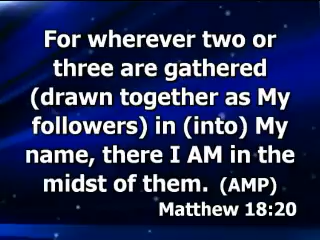 For wherever two or
three are gathered
(drawn together as My
followers) in (into) My
name, there I AM in the
midst of them. (AMP)
Matthew 18:20